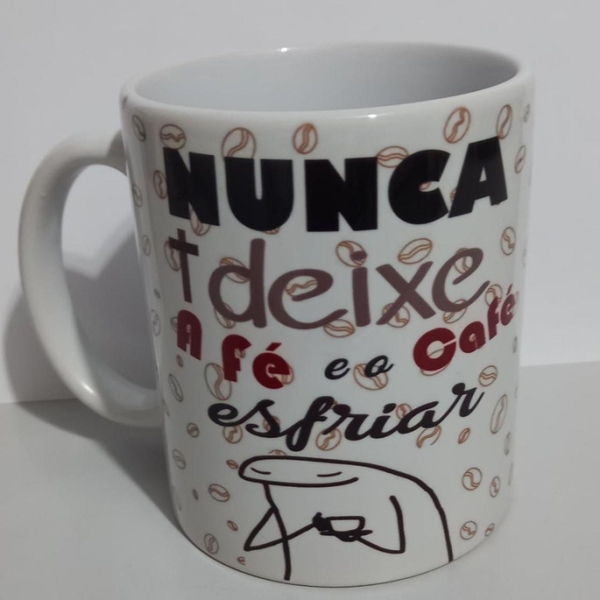 NUNCA
deixe
A Fé e o Café
esfriar